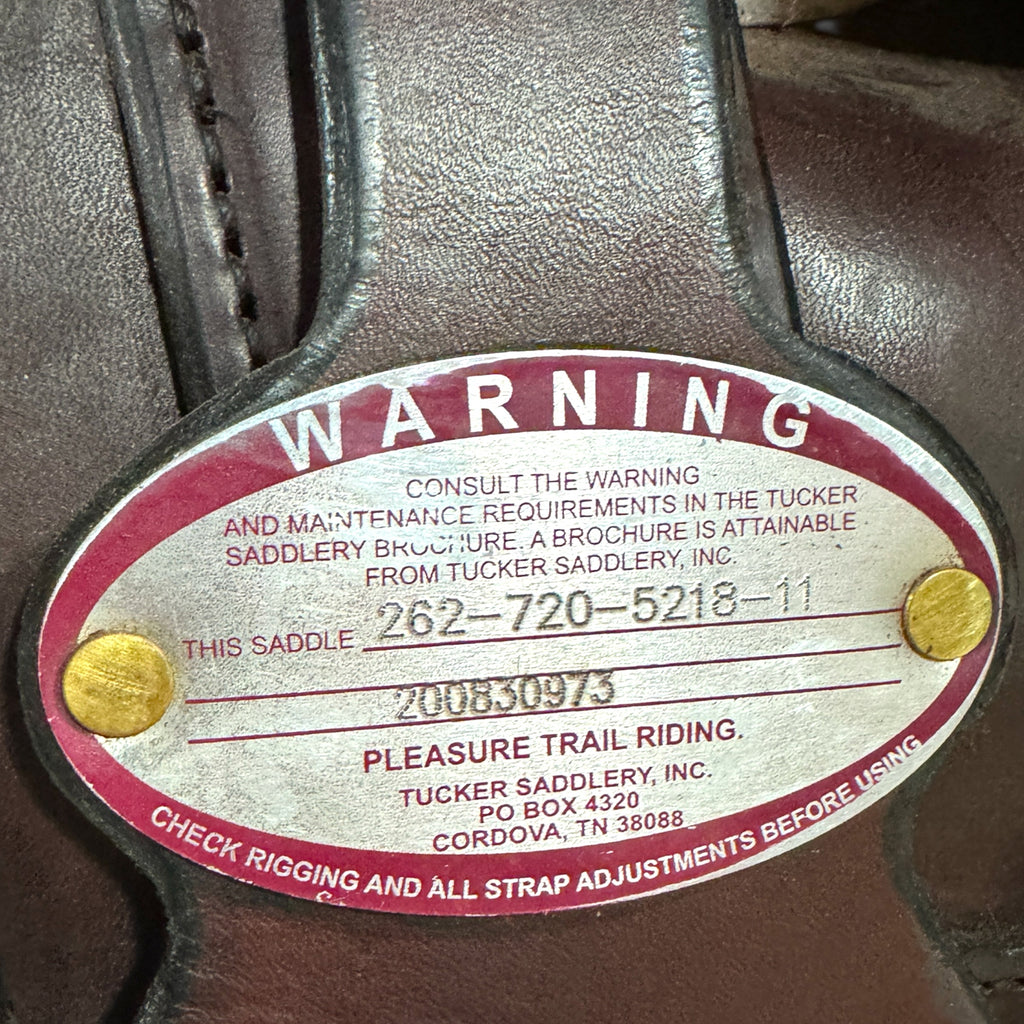 WARNING
CONSULT THE WARNING
AND MAINTENANCE REQUIREMENTS IN THE TUCKER
SADDLERY BROCHURE. A BROCHURE IS ATTAINABLE
FROM TUCKER SADDLERY, INC.
THIS SADDLE 262-720-5218-11
200830973
PLEASURE TRAIL RIDING.
TUCKER SADDLERY, INC.
PO BOX 4320
CORDOVA, TN 38088
CHECK RIGGING AND ALL STRAP ADJUSTMENTS BEFORE USING